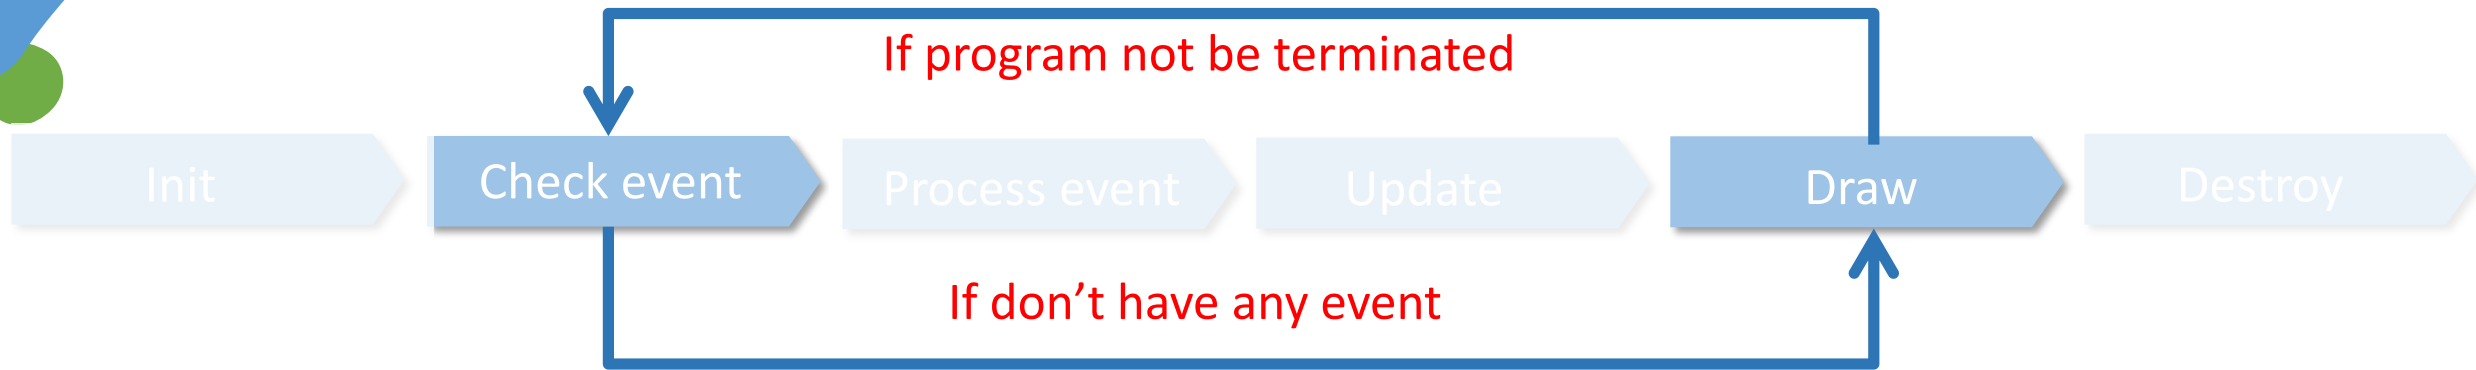 If program not be terminated
Init
Check event
Process event
Update
Draw
Destroy
If don’t have any event